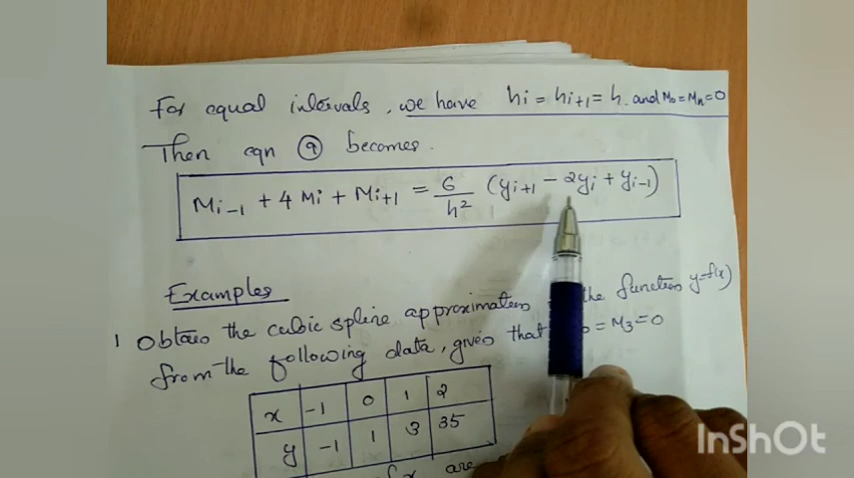 For equal intervals, we have hi = hi+1 = h. and M₀ = Mₙ = 0
Then eqn ⑨ becomes.
Mi-1 + 4 Mi + Mi+1 = 6/h² (yi+1 - 2yi + yi-1)
Examples
1 Obtain the cubic spline approximation the function y=f(x)
from the following data, given that = M₃ = 0
x -1 0 1 2
y -1 1 3 35
are
InShOt